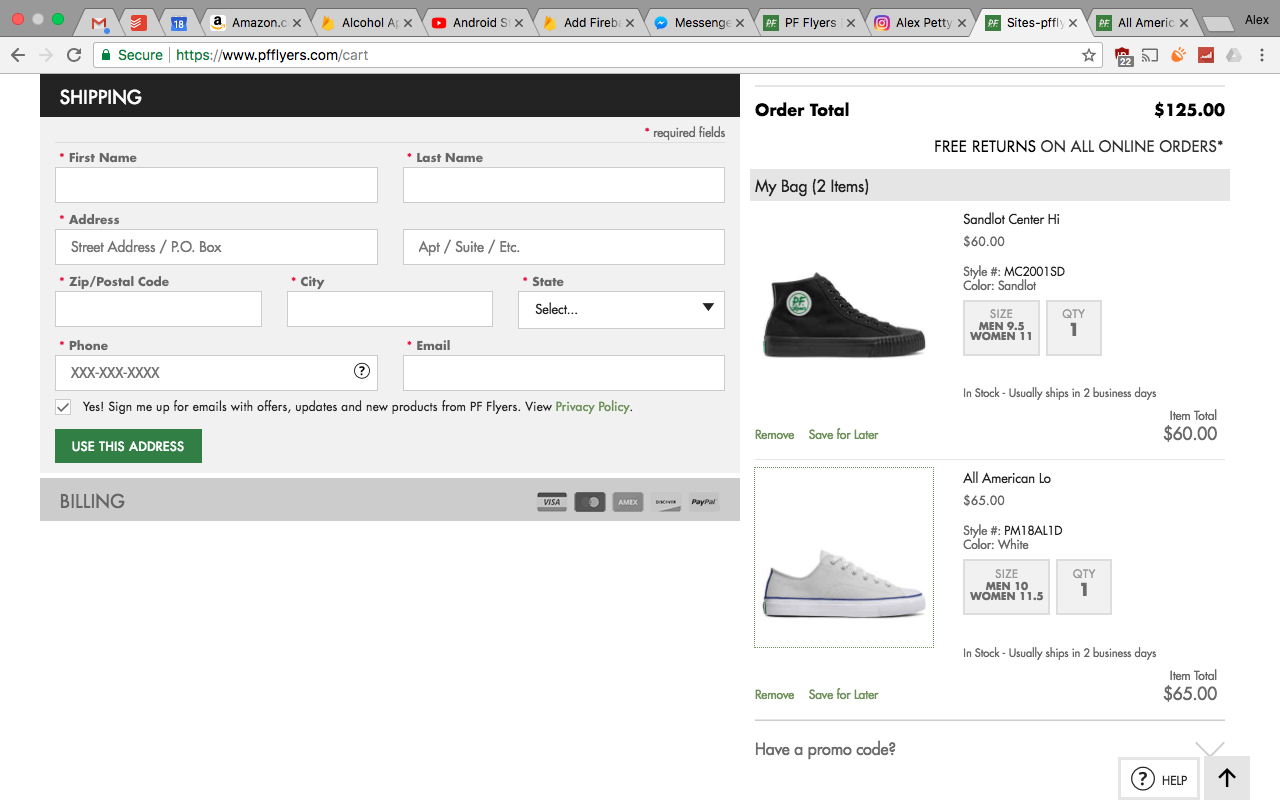 18
Amazon.c
Alcohol Ap
Android St
Add Fireba
Messenge
PF Flyers
Alex Petty
Sites-pffly
All Americ
Alex
Secure
https://www.pfflyers.com/cart
22
SHIPPING
* required fields
* First Name
* Last Name
* Address
Street Address / P.O. Box
Apt / Suite / Etc.
* Zip/Postal Code
* City
* State
Select...
* Phone
* Email
XXX-XXX-XXXX
?
Yes! Sign me up for emails with offers, updates and new products from PF Flyers. View Privacy Policy.
USE THIS ADDRESS
BILLING
VISA
AMEX
DISCOVER
PayPal
Order Total
$125.00
FREE RETURNS ON ALL ONLINE ORDERS*
My Bag (2 Items)
PF
Sandlot Center Hi
$60.00
Style #: MC2001SD
Color: Sandlot
SIZE
MEN 9.5
WOMEN 11
QTY
1
In Stock - Usually ships in 2 business days
Item Total
$60.00
Remove
Save for Later
All American Lo
$65.00
Style #: PM18AL1D
Color: White
SIZE
MEN 10
WOMEN 11.5
QTY
1
In Stock - Usually ships in 2 business days
Item Total
$65.00
Remove
Save for Later
Have a promo code?
? HELP